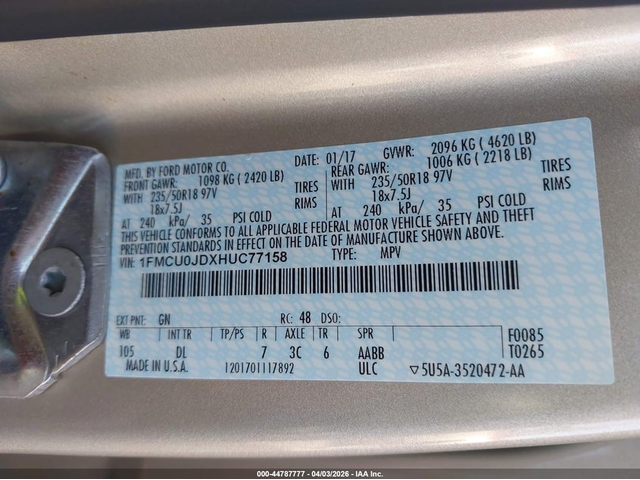 MFD. BY FORD MOTOR CO.
DATE: 01/17 GVWR: 2096 KG ( 4620 LB)
FRONT GAWR: 1098 KG ( 2420 LB) REAR GAWR: 1006 KG ( 2218 LB)
WITH 235/50R18 97V TIRES WITH 235/50R18 97V TIRES
18x7.5J RIMS 18x7.5J RIMS
AT 240 kPa/ 35 PSI COLD AT 240 kPa/ 35 PSI COLD
THIS VEHICLE CONFORMS TO ALL APPLICABLE FEDERAL MOTOR VEHICLE SAFETY AND THEFT
PREVENTION STANDARDS IN EFFECT ON THE DATE OF MANUFACTURE SHOWN ABOVE.
VIN: 1FMCU0JDXHUC77158 TYPE: MPV
EXT PNT: GN RC: 48 DSO:
WB INT TR TP/PS R AXLE TR SPR F0085
105 DL 7 3C 6 AABB T0265
MADE IN U.S.A. 1201701117892 ULC ▽5U5A-3520472-AA
000-44787777 | 04/03/2026 | IAA Inc.